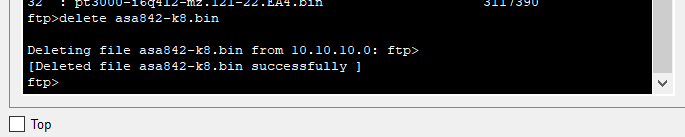 32 : pt3000-i6q4l2-mz.121-22.EA4.bin 3117390
ftp>delete asa842-k8.bin
Deleting file asa842-k8.bin from 10.10.10.0: ftp>
[Deleted file asa842-k8.bin successfully ]
ftp>
Top